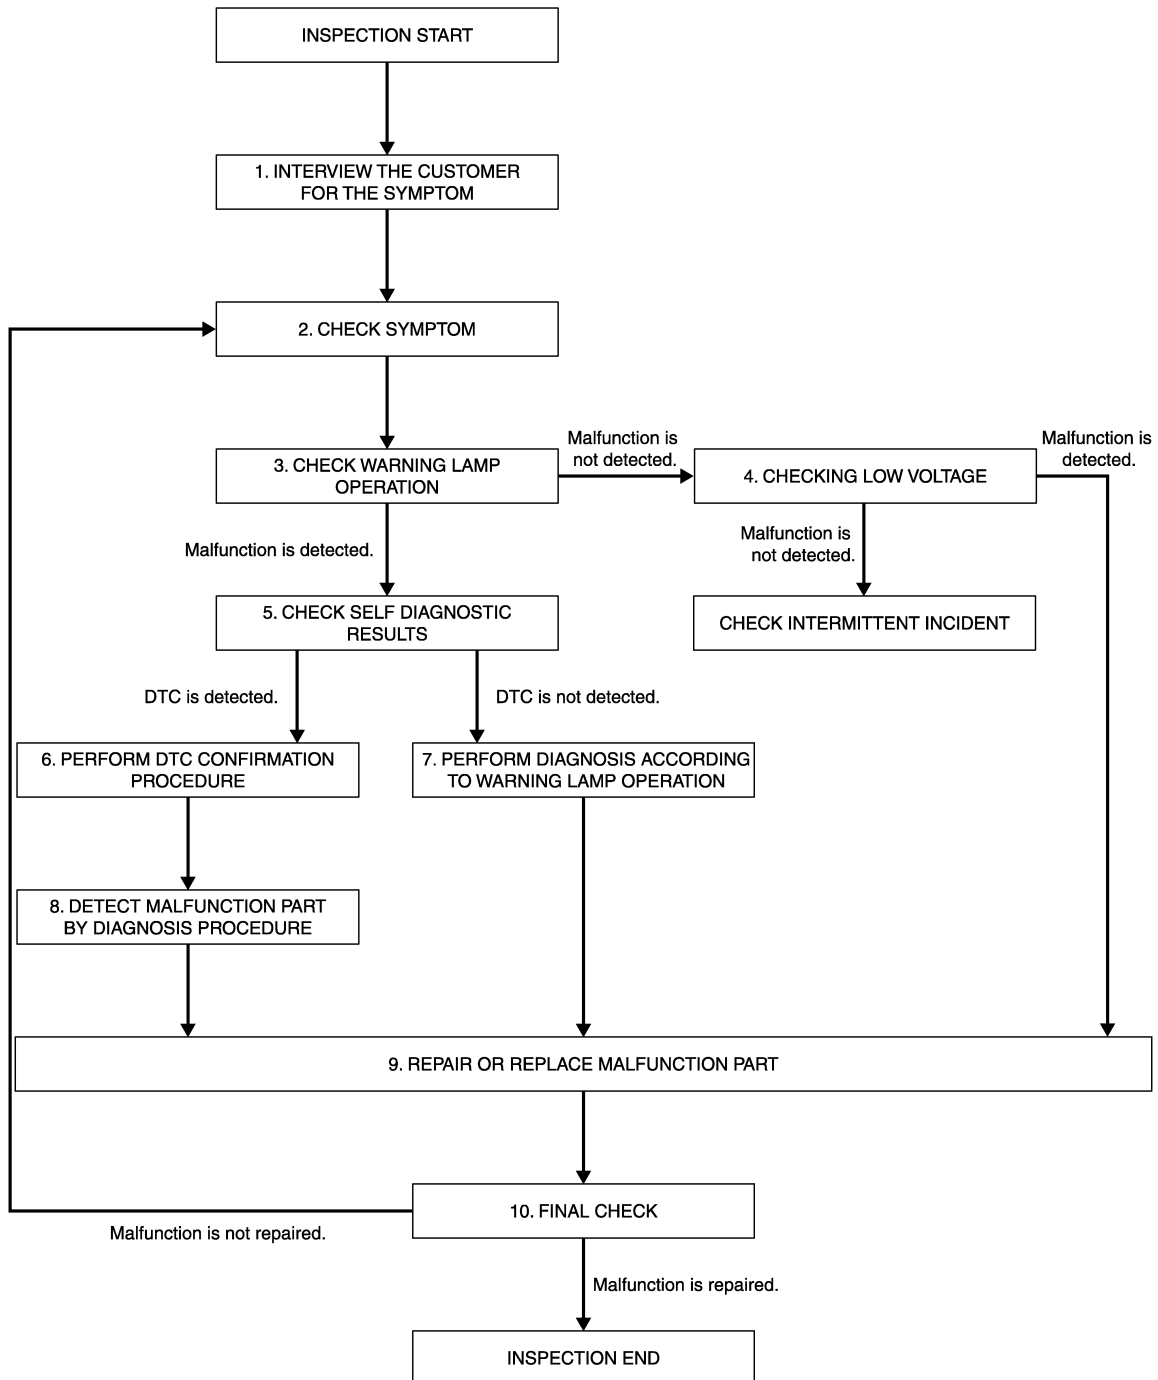 INSPECTION START
1. INTERVIEW THE CUSTOMER
FOR THE SYMPTOM
2. CHECK SYMPTOM
3. CHECK WARNING LAMP
OPERATION
Malfunction is
not detected.
4. CHECKING LOW VOLTAGE
Malfunction is
detected.
Malfunction is detected.
Malfunction is
not detected.
5. CHECK SELF DIAGNOSTIC
RESULTS
CHECK INTERMITTENT INCIDENT
DTC is detected.
DTC is not detected.
6. PERFORM DTC CONFIRMATION
PROCEDURE
7. PERFORM DIAGNOSIS ACCORDING
TO WARNING LAMP OPERATION
8. DETECT MALFUNCTION PART
BY DIAGNOSIS PROCEDURE
9. REPAIR OR REPLACE MALFUNCTION PART
10. FINAL CHECK
Malfunction is not repaired.
Malfunction is repaired.
INSPECTION END